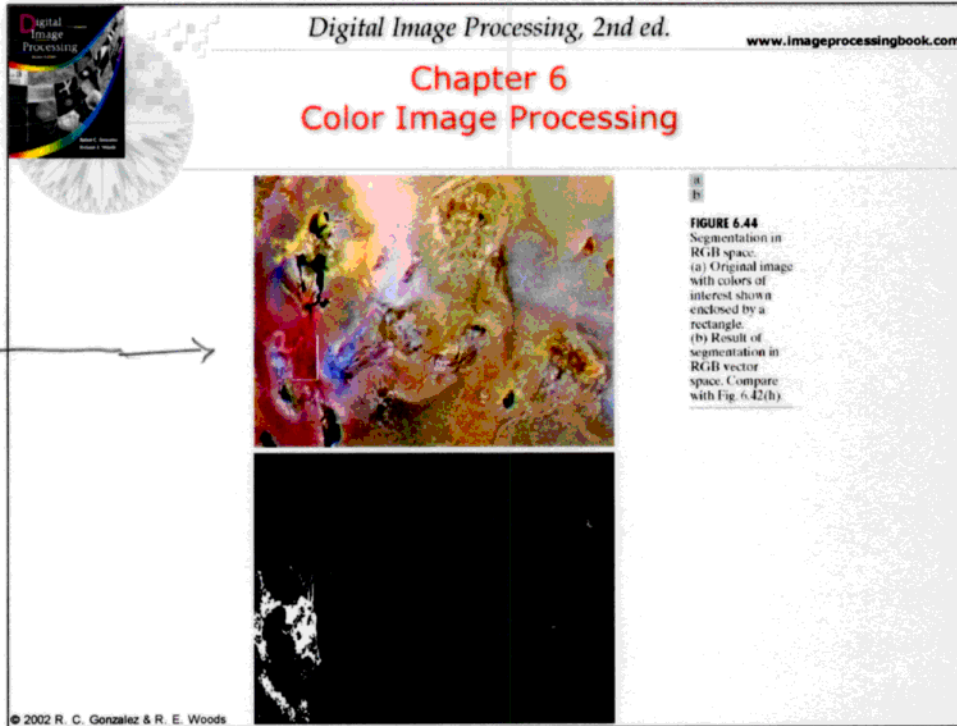 Digital
Image
Processing
Digital Image Processing, 2nd ed.
www.imageprocessingbook.com
Chapter 6
Color Image Processing
a
b
FIGURE 6.44
Segmentation in
RGB space.
(a) Original image
with colors of
interest shown
enclosed by a
rectangle.
(b) Result of
segmentation in
RGB vector
space. Compare
with Fig. 6.42(h).
© 2002 R. C. Gonzalez & R. E. Woods